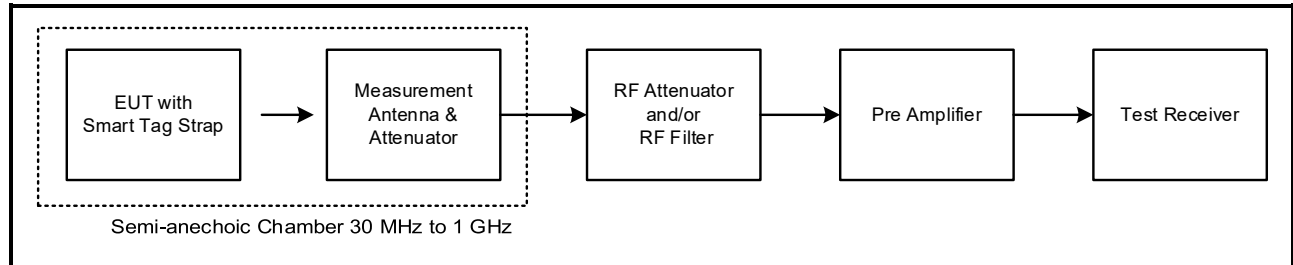 EUT with
Smart Tag Strap
Measurement
Antenna &
Attenuator
RF Attenuator
and/or
RF Filter
Pre Amplifier
Test Receiver
Semi-anechoic Chamber 30 MHz to 1 GHz